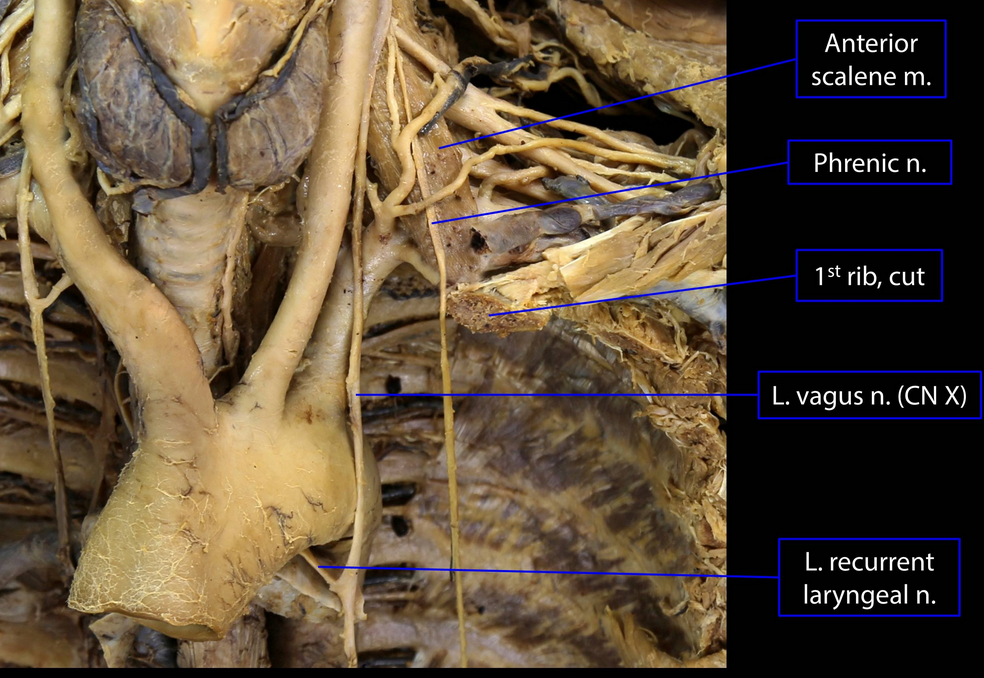 Anterior
scalene m.
Phrenic n.
1st rib, cut
L. vagus n. (CN X)
L. recurrent
laryngeal n.